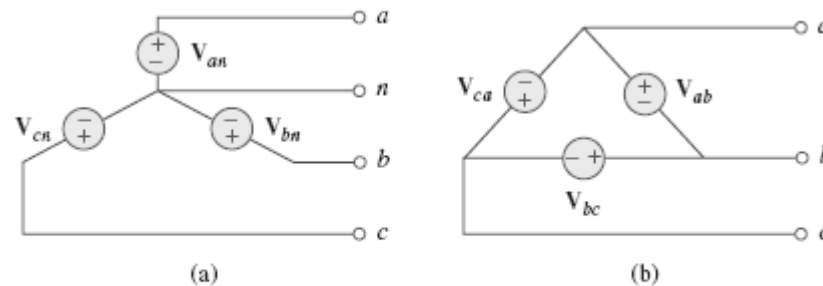 a
+
−
V_an
n
V_cn
−
+
−
+
V_bn
b
c
(a)
V_ca
−
+
+
−
V_ab
− +
V_bc
(b)